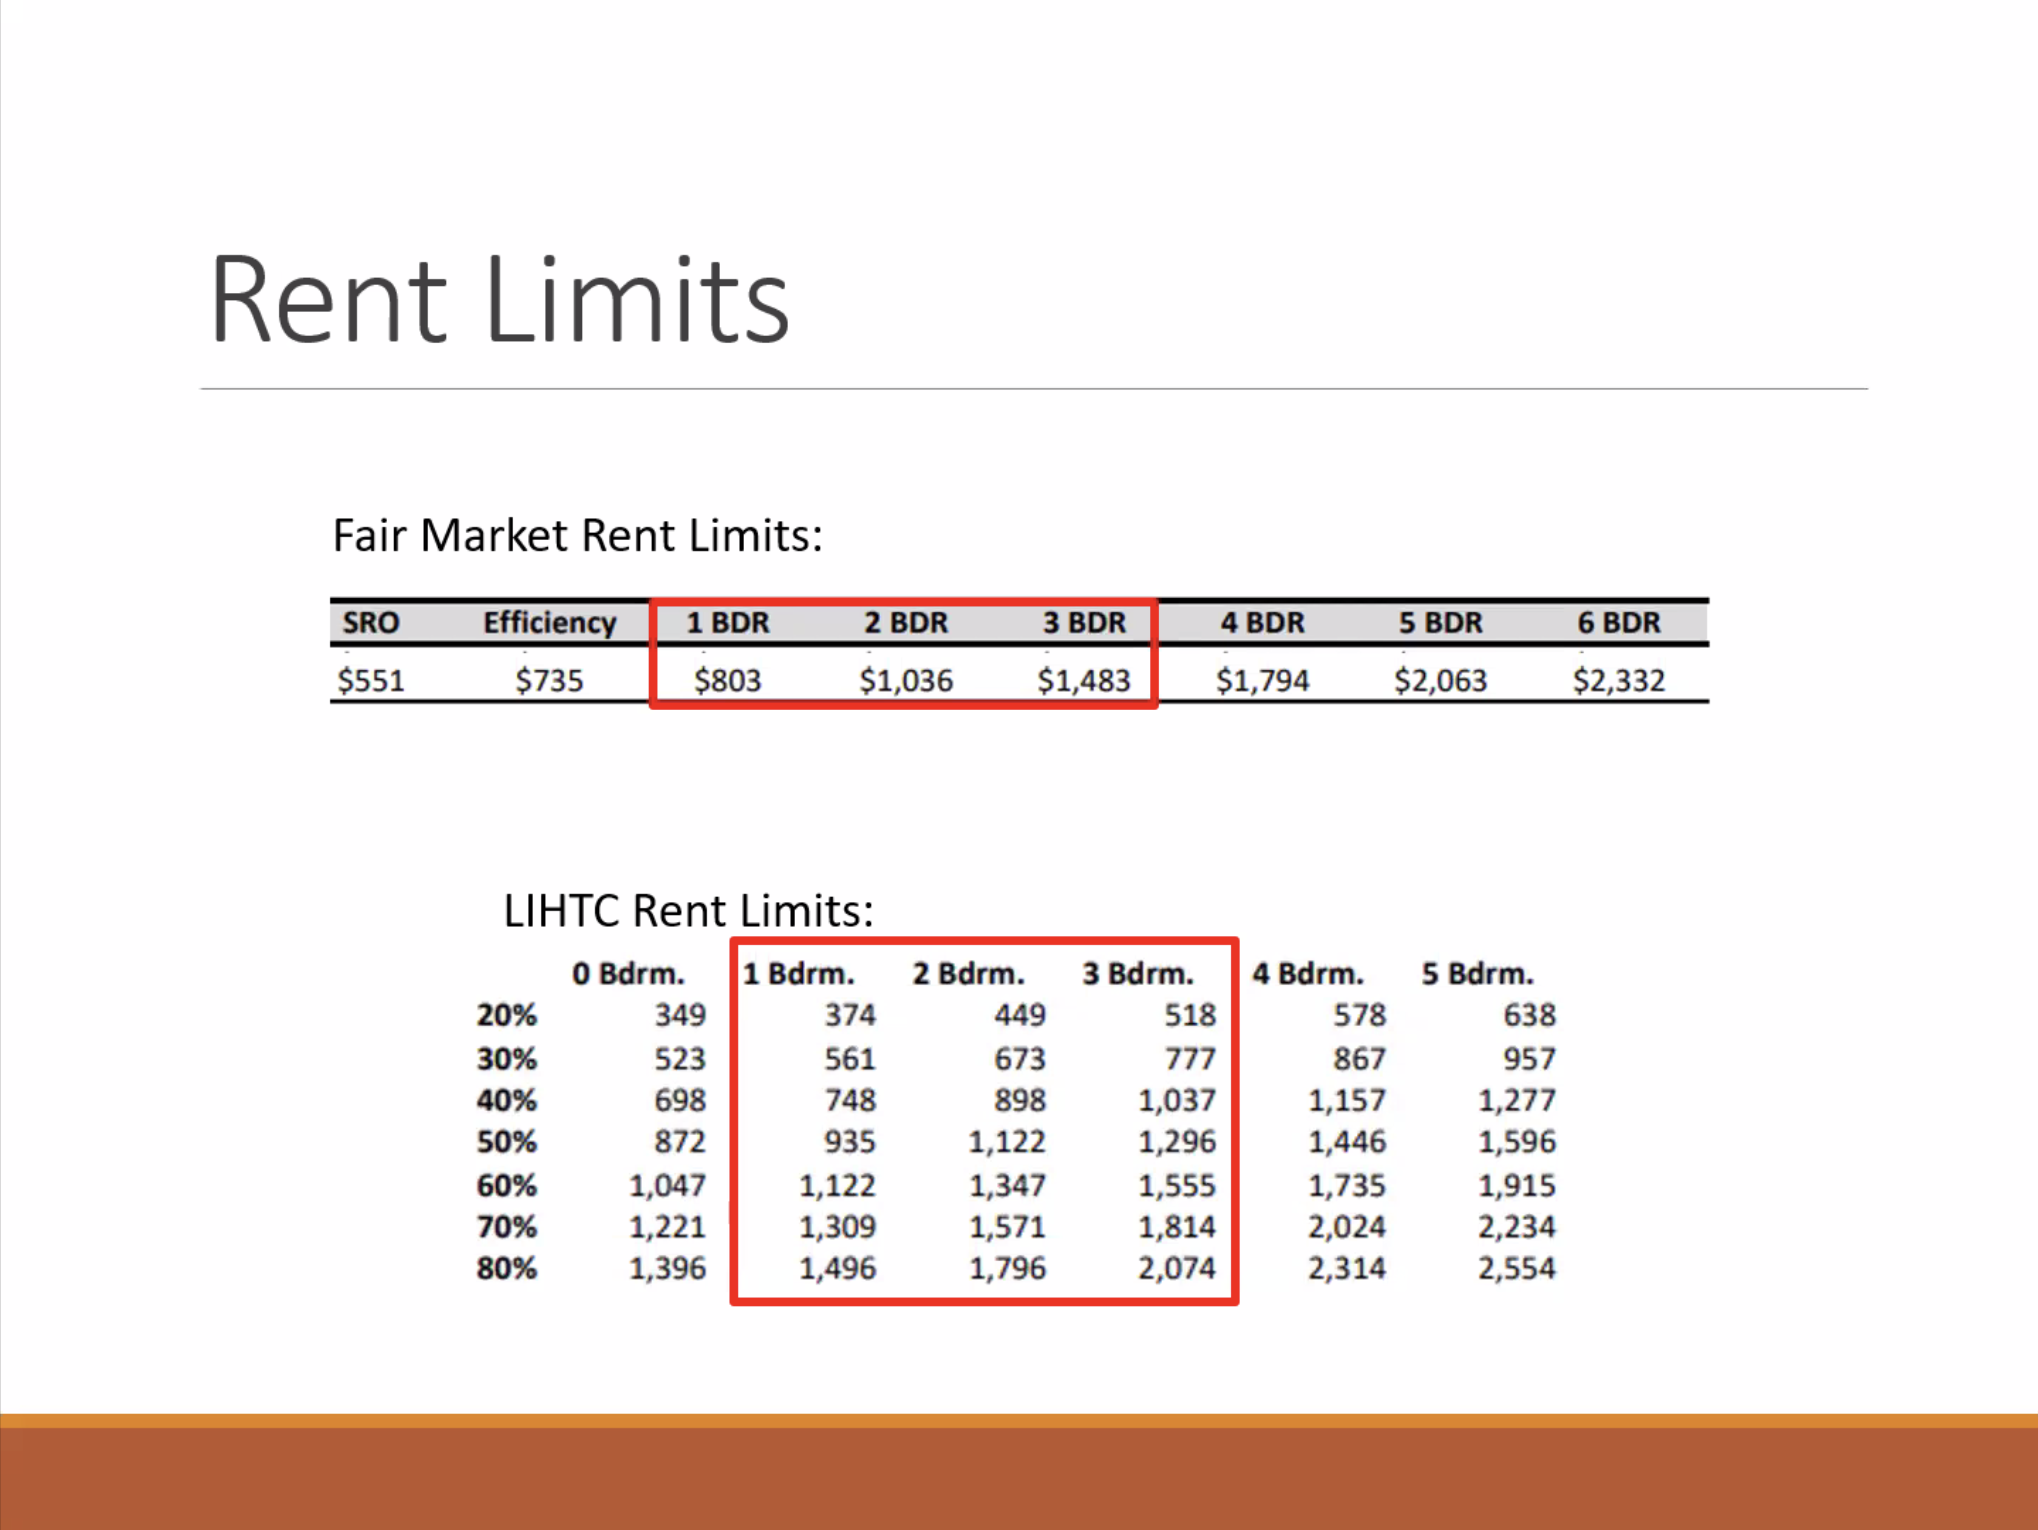 Rent Limits
Fair Market Rent Limits:
SRO Efficiency 1 BDR 2 BDR 3 BDR 4 BDR 5 BDR 6 BDR
$551 $735 $803 $1,036 $1,483 $1,794 $2,063 $2,332
LIHTC Rent Limits:
0 Bdrm. 1 Bdrm. 2 Bdrm. 3 Bdrm. 4 Bdrm. 5 Bdrm.
20% 349 374 449 518 578 638
30% 523 561 673 777 867 957
40% 698 748 898 1,037 1,157 1,277
50% 872 935 1,122 1,296 1,446 1,596
60% 1,047 1,122 1,347 1,555 1,735 1,915
70% 1,221 1,309 1,571 1,814 2,024 2,234
80% 1,396 1,496 1,796 2,074 2,314 2,554